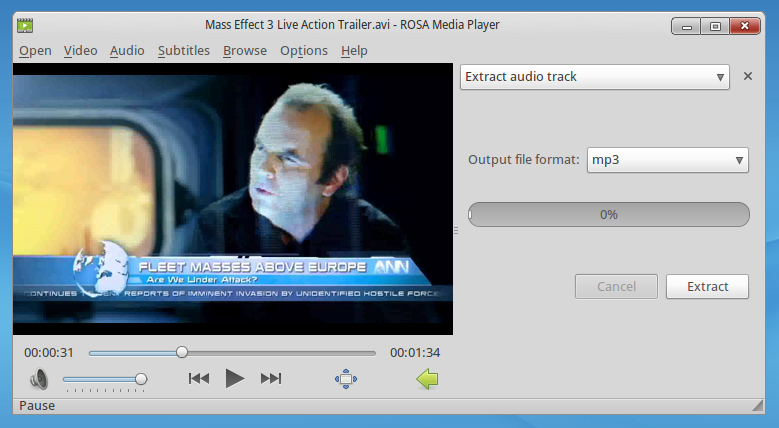 Mass Effect 3 Live Action Trailer.avi - ROSA Media Player
Open Video Audio Subtitles Browse Options Help
Extract audio track
Output file format: mp3
0%
Cancel Extract
FLEET MASSES ABOVE EUROPE ANN
Are We Under Attack?
CONTINUES REPORTS OF IMMINENT INVASION BY UNIDENTIFIED HOSTILE FORCE
00:00:31 00:01:34
Pause